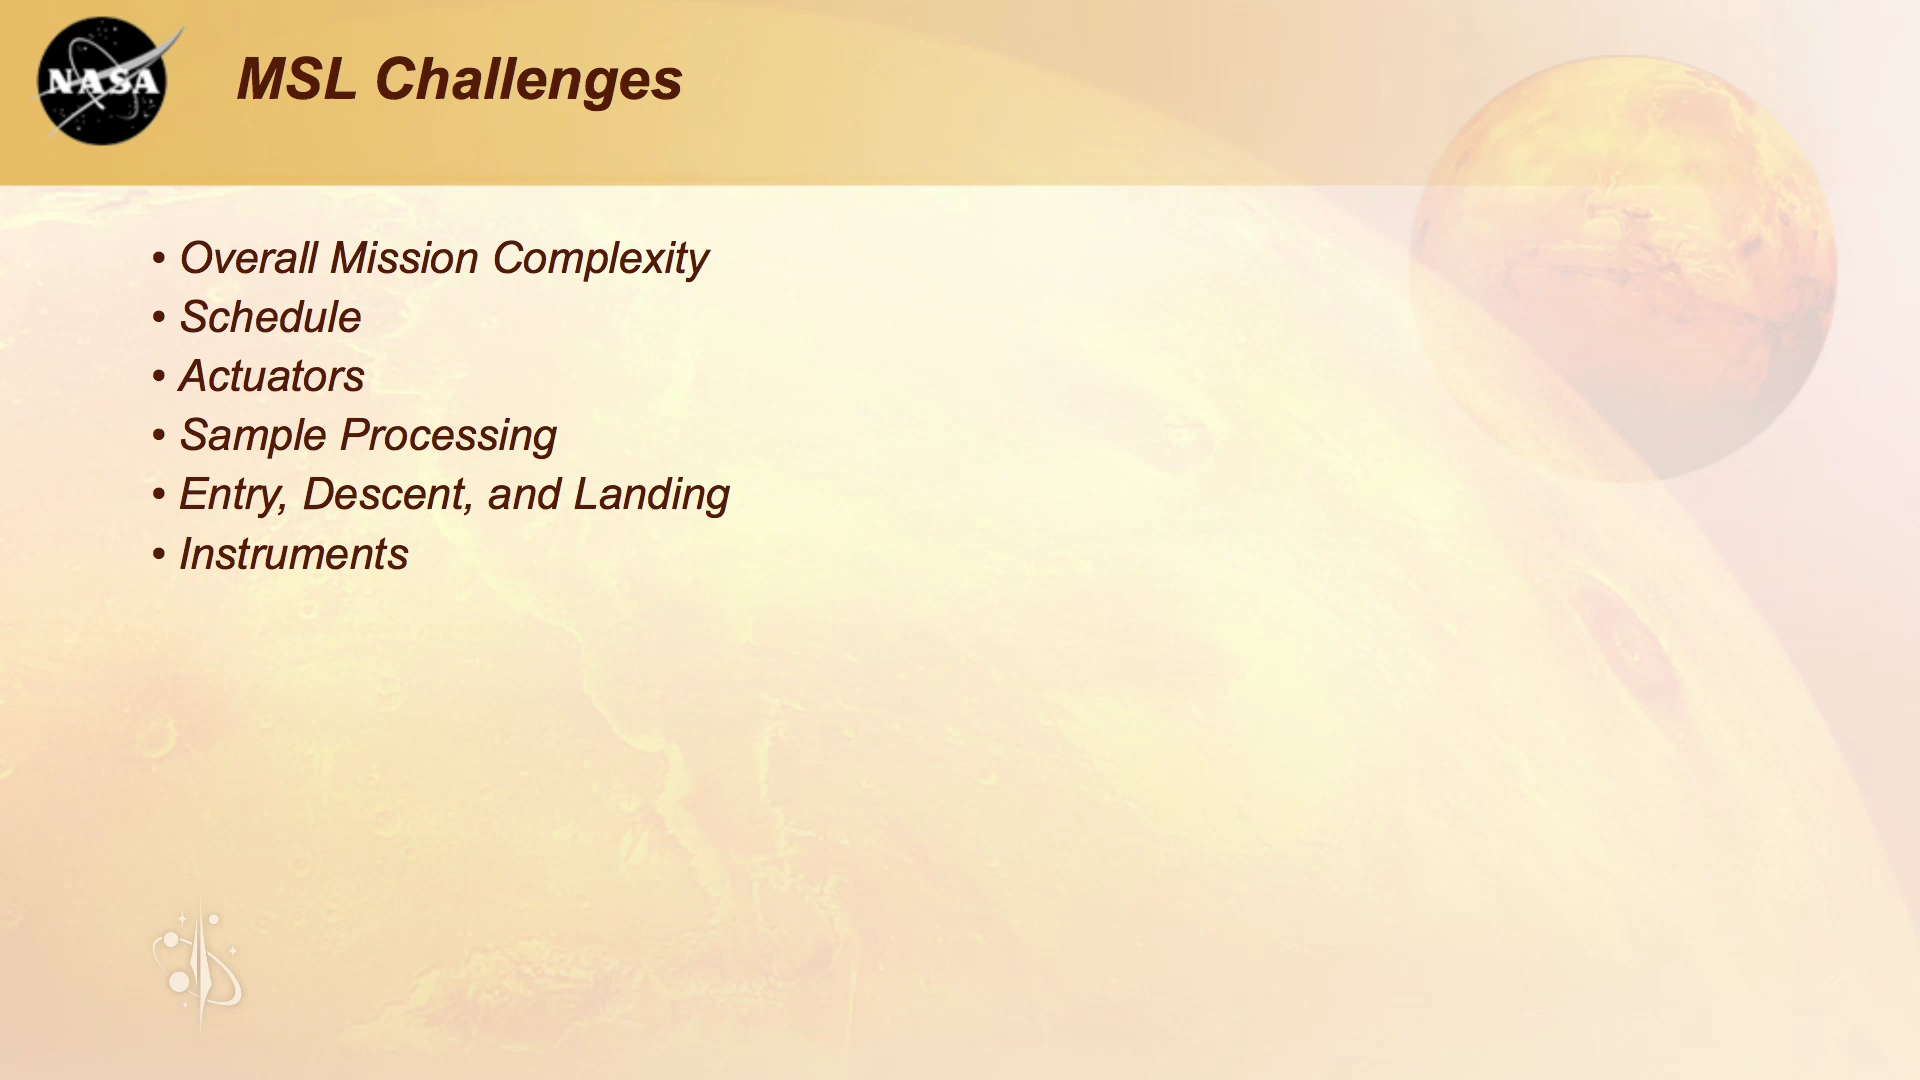 NASA
MSL Challenges
• Overall Mission Complexity
• Schedule
• Actuators
• Sample Processing
• Entry, Descent, and Landing
• Instruments